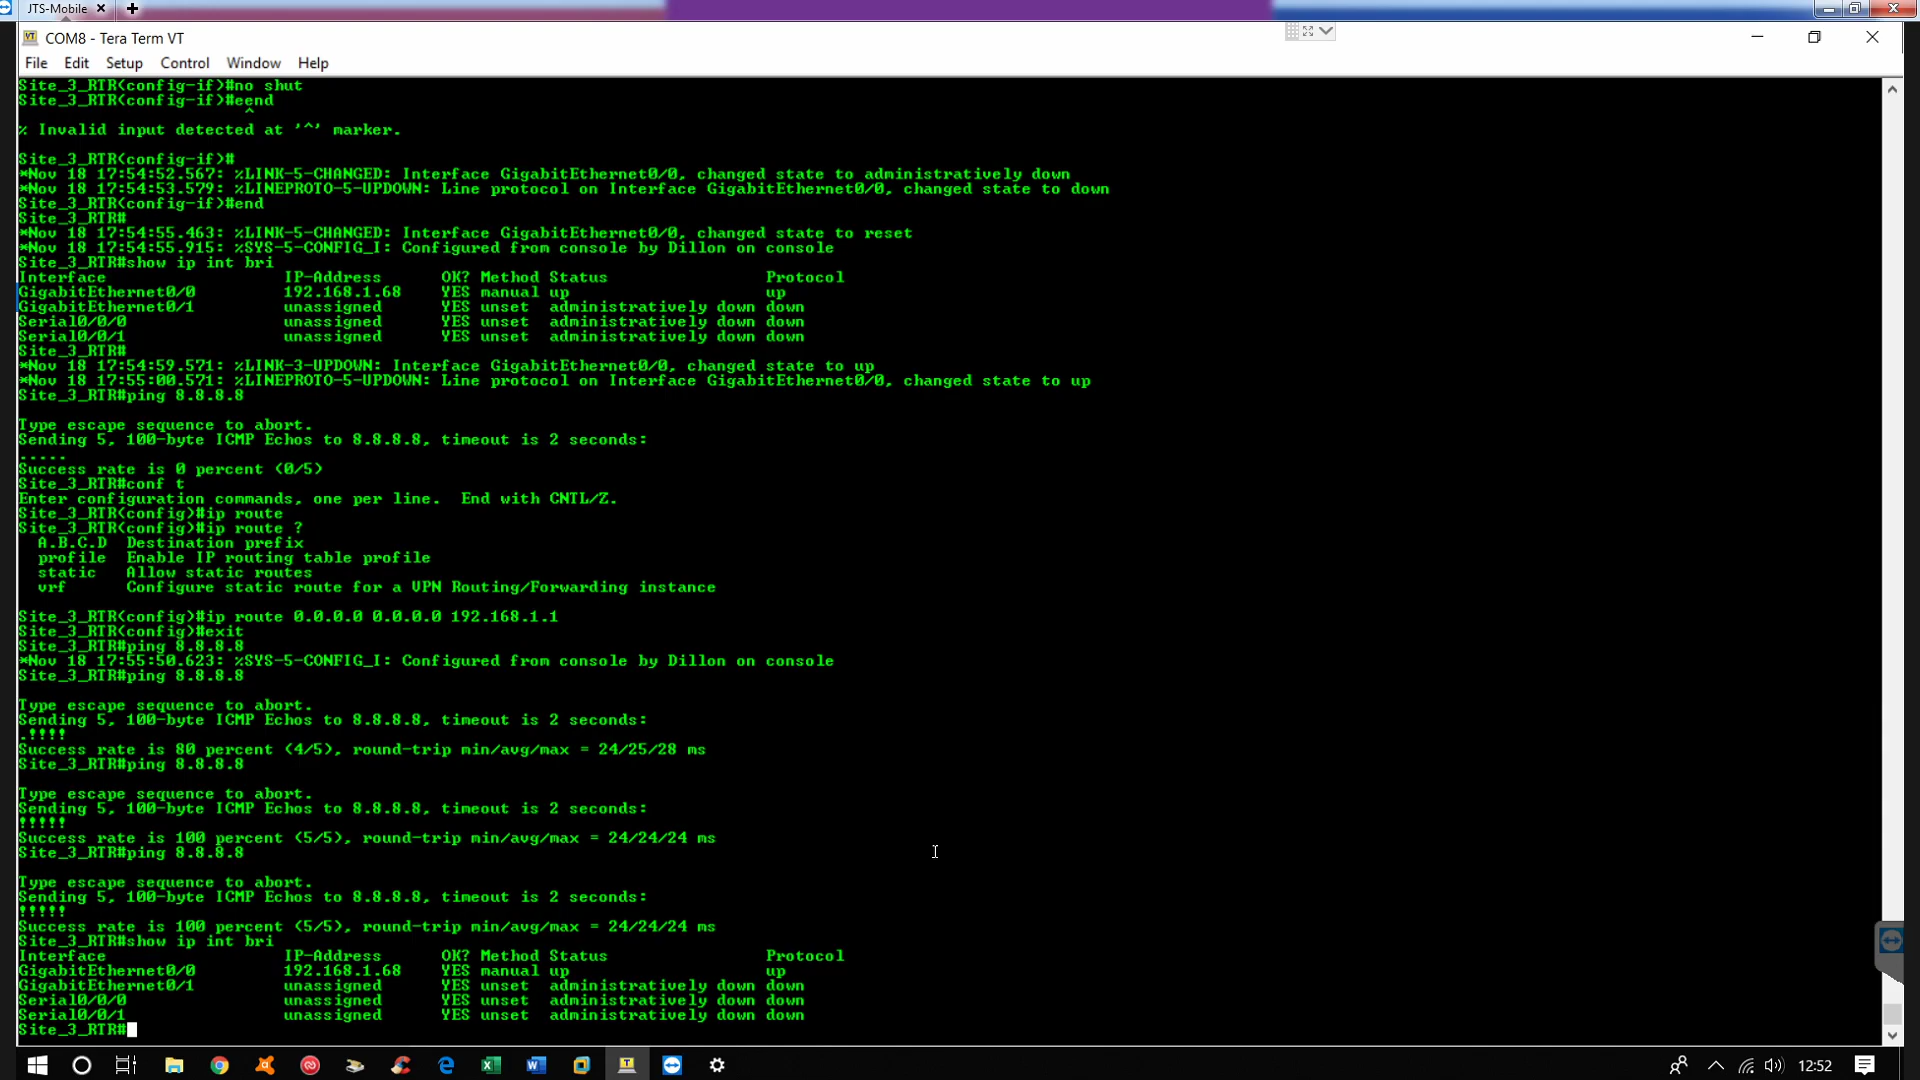 JTS-Mobile
COM8 - Tera Term VT
File Edit Setup Control Window Help
Site_3_RTR(config-if)#no shut
Site_3_RTR(config-if)#eend
^
% Invalid input detected at '^' marker.
Site_3_RTR(config-if)#
*Nov 18 17:54:52.567: %LINK-5-CHANGED: Interface GigabitEthernet0/0, changed state to administratively down
*Nov 18 17:54:53.579: %LINEPROTO-5-UPDOWN: Line protocol on Interface GigabitEthernet0/0, changed state to down
Site_3_RTR(config-if)#end
Site_3_RTR#
*Nov 18 17:54:55.463: %LINK-5-CHANGED: Interface GigabitEthernet0/0, changed state to reset
*Nov 18 17:54:55.915: %SYS-5-CONFIG_I: Configured from console by Dillon on console
Site_3_RTR#show ip int bri
Interface IP-Address OK? Method Status Protocol
GigabitEthernet0/0 192.168.1.68 YES manual up up
GigabitEthernet0/1 unassigned YES unset administratively down down
Serial0/0/0 unassigned YES unset administratively down down
Serial0/0/1 unassigned YES unset administratively down down
Site_3_RTR#
*Nov 18 17:54:59.571: %LINK-3-UPDOWN: Interface GigabitEthernet0/0, changed state to up
*Nov 18 17:55:00.571: %LINEPROTO-5-UPDOWN: Line protocol on Interface GigabitEthernet0/0, changed state to up
Site_3_RTR#ping 8.8.8.8
Type escape sequence to abort.
Sending 5, 100-byte ICMP Echos to 8.8.8.8, timeout is 2 seconds:
.....
Success rate is 0 percent (0/5)
Site_3_RTR#conf t
Enter configuration commands, one per line. End with CNTL/Z.
Site_3_RTR(config)#ip route
Site_3_RTR(config)#ip route ?
A.B.C.D Destination prefix
profile Enable IP routing table profile
static Allow static routes
vrf Configure static route for a VPN Routing/Forwarding instance
Site_3_RTR(config)#ip route 0.0.0.0 0.0.0.0 192.168.1.1
Site_3_RTR(config)#exit
Site_3_RTR#ping 8.8.8.8
*Nov 18 17:55:50.623: %SYS-5-CONFIG_I: Configured from console by Dillon on console
Site_3_RTR#ping 8.8.8.8
Type escape sequence to abort.
Sending 5, 100-byte ICMP Echos to 8.8.8.8, timeout is 2 seconds:
.!!!!
Success rate is 80 percent (4/5), round-trip min/avg/max = 24/25/28 ms
Site_3_RTR#ping 8.8.8.8
Type escape sequence to abort.
Sending 5, 100-byte ICMP Echos to 8.8.8.8, timeout is 2 seconds:
!!!!!
Success rate is 100 percent (5/5), round-trip min/avg/max = 24/24/24 ms
Site_3_RTR#ping 8.8.8.8
Type escape sequence to abort.
Sending 5, 100-byte ICMP Echos to 8.8.8.8, timeout is 2 seconds:
!!!!!
Success rate is 100 percent (5/5), round-trip min/avg/max = 24/24/24 ms
Site_3_RTR#show ip int bri
Interface IP-Address OK? Method Status Protocol
GigabitEthernet0/0 192.168.1.68 YES manual up up
GigabitEthernet0/1 unassigned YES unset administratively down down
Serial0/0/0 unassigned YES unset administratively down down
Serial0/0/1 unassigned YES unset administratively down down
Site_3_RTR#
12:52